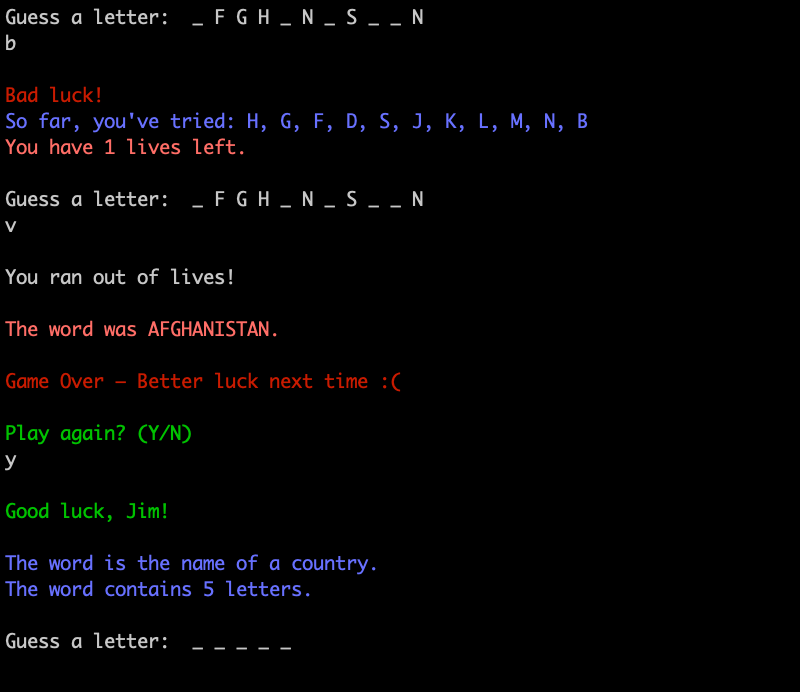 Guess a letter:  _ F G H _ N _ S _ _ N
b
Bad luck!
So far, you've tried: H, G, F, D, S, J, K, L, M, N, B
You have 1 lives left.
Guess a letter:  _ F G H _ N _ S _ _ N
v
You ran out of lives!
The word was AFGHANISTAN.
Game Over – Better luck next time :(
Play again? (Y/N)
y
Good luck, Jim!
The word is the name of a country.
The word contains 5 letters.
Guess a letter:  _ _ _ _ _